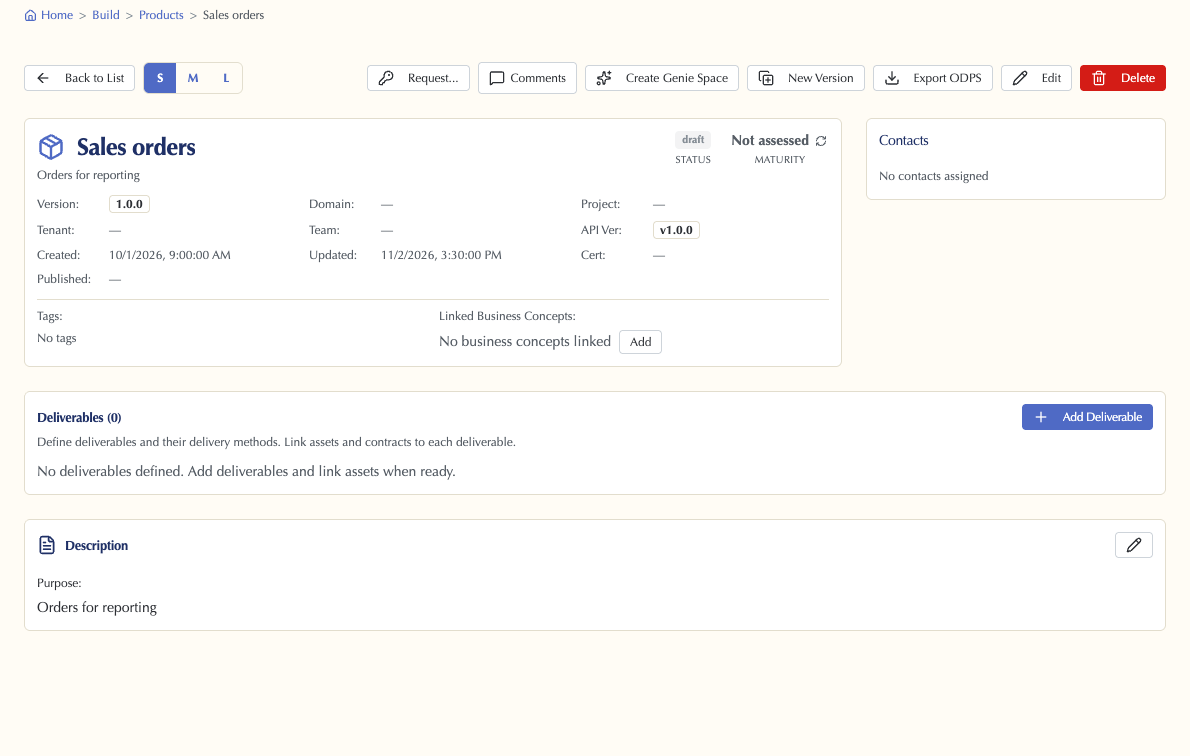 Home > Build > Products > Sales orders
Back to List S M L Request... Comments Create Genie Space New Version Export ODPS Edit Delete
Sales orders
draft
STATUS
Not assessed
MATURITY
Orders for reporting
Version: 1.0.0 Domain: — Project: —
Tenant: — Team: — API Ver: v1.0.0
Created: 10/1/2026, 9:00:00 AM Updated: 11/2/2026, 3:30:00 PM Cert: —
Published: —
Tags:
No tags
Linked Business Concepts:
No business concepts linked Add
Contacts
No contacts assigned
Deliverables (0) Add Deliverable
Define deliverables and their delivery methods. Link assets and contracts to each deliverable.
No deliverables defined. Add deliverables and link assets when ready.
Description
Purpose:
Orders for reporting